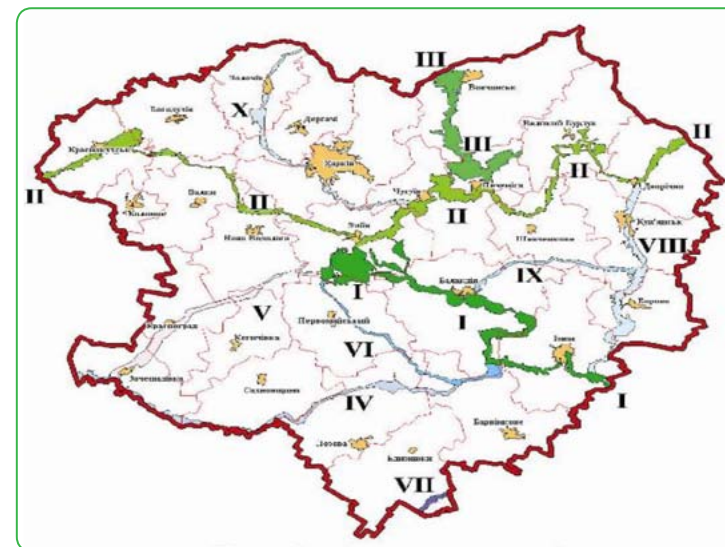 III
Вовчанськ
Золочів
X
Богодухів
Дергачі
Великий Бурлук
Краснокутськ
Харків
III
II
II
Чугуїв
Печеніги
II
Дворічна
II
Валки
II
Коломак
Нова Водолага
Зміїв
II
Шевченкове
Куп'янськ
VIII
I
IX
Балаклія
Борова
V
I
Красноград
Первомайський
Кегичівка
VI
Ізюм
Зачепилівка
Сахновщина
IV
I
Барвінкове
Лозова
Близнюки
VII